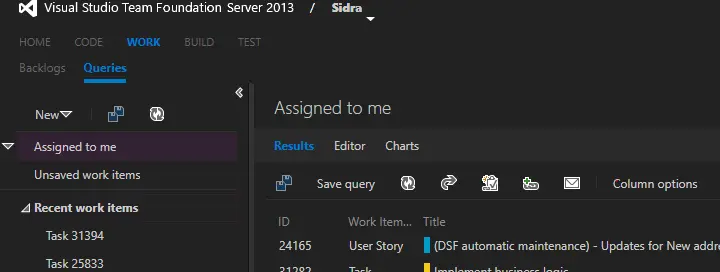 Visual Studio Team Foundation Server 2013 / Sidra
HOME CODE WORK BUILD TEST
Backlogs Queries
New
Assigned to me
Unsaved work items
Recent work items
Task 31394
Task 25833
Assigned to me
Results Editor Charts
Save query Column options
ID Work Item... Title
24165 User Story (DSF automatic maintenance) - Updates for New addre
31282 Task Implement business logic